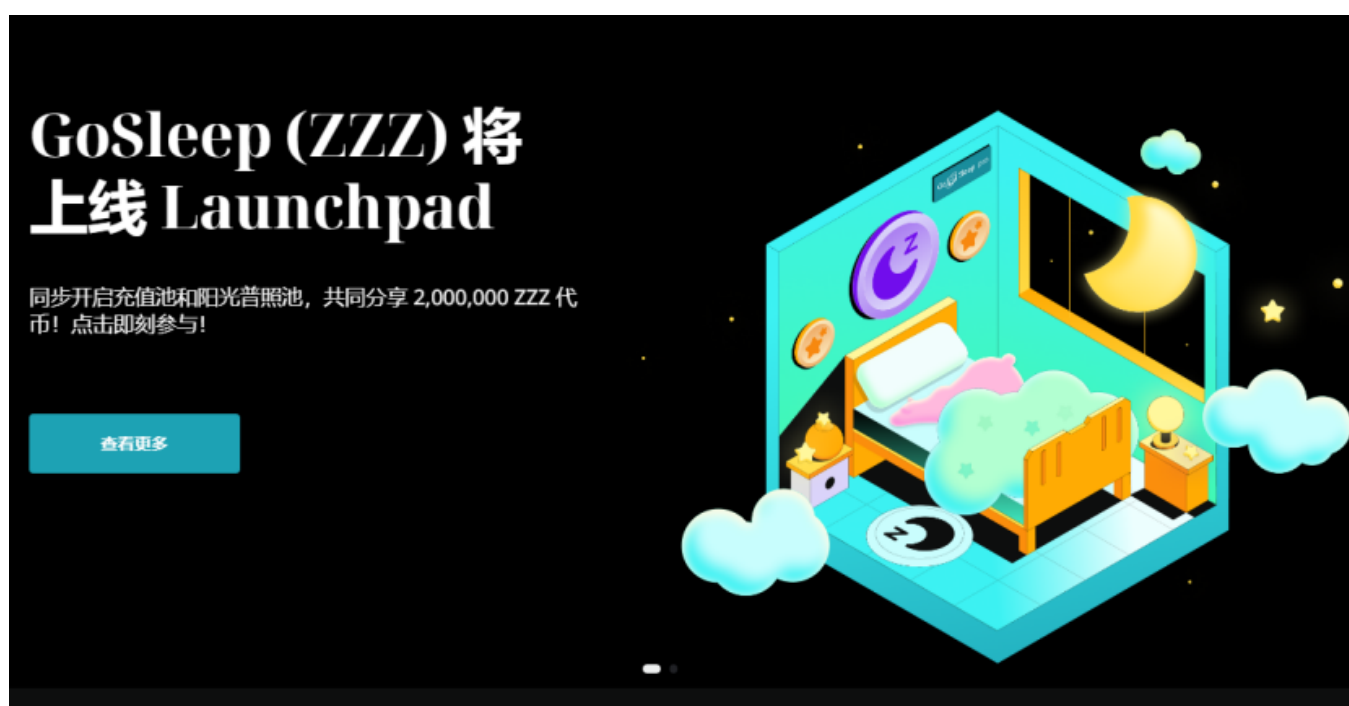 GoSleep (ZZZ) 将
上线 Launchpad
同步开启充值池和阳光普照池，共同分享 2,000,000 ZZZ 代
币！点击即刻参与！
查看更多
Z
Z